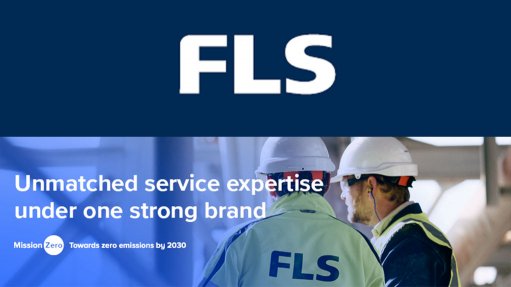 FLS
Unmatched service expertise
under one strong brand
Mission Zero Towards zero emissions by 2030
FLS